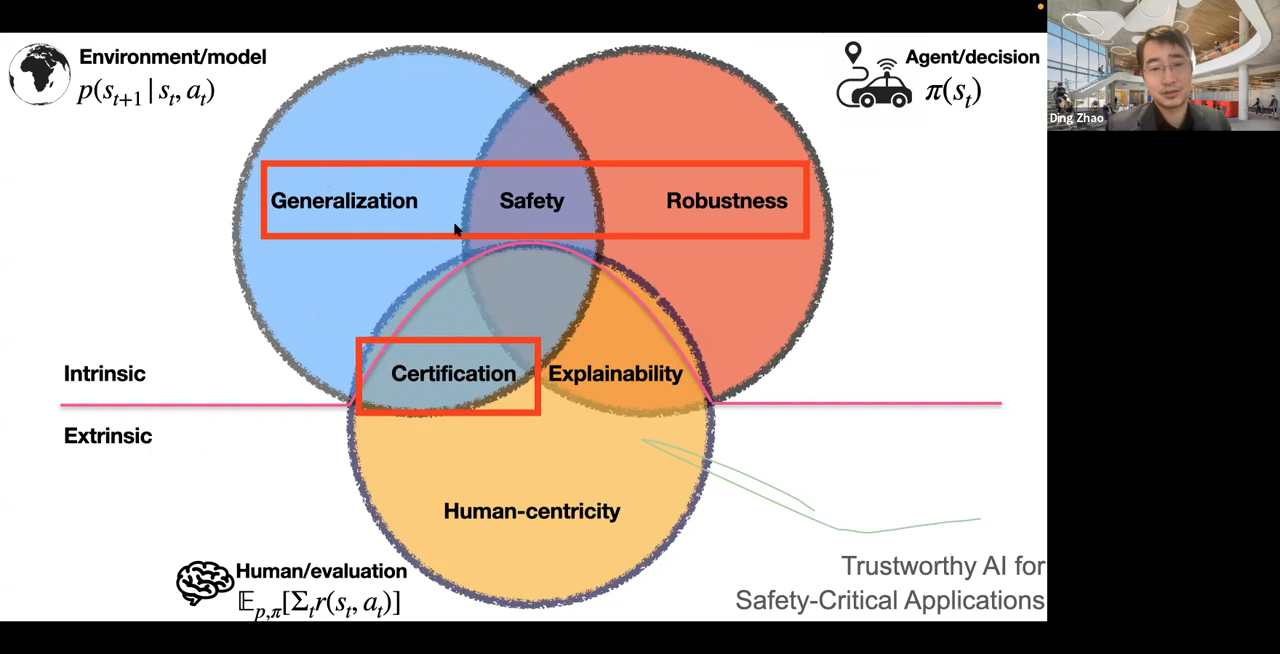 Environment/model
p(sₜ₊₁ | sₜ, aₜ)
Agent/decision
π(sₜ)
Ding Zhao
Generalization
Safety
Robustness
Intrinsic
Certification
Explainability
Extrinsic
Human-centricity
Human/evaluation
𝔼ₚ,π[Σₜr(sₜ, aₜ)]
Trustworthy AI for
Safety-Critical Applications